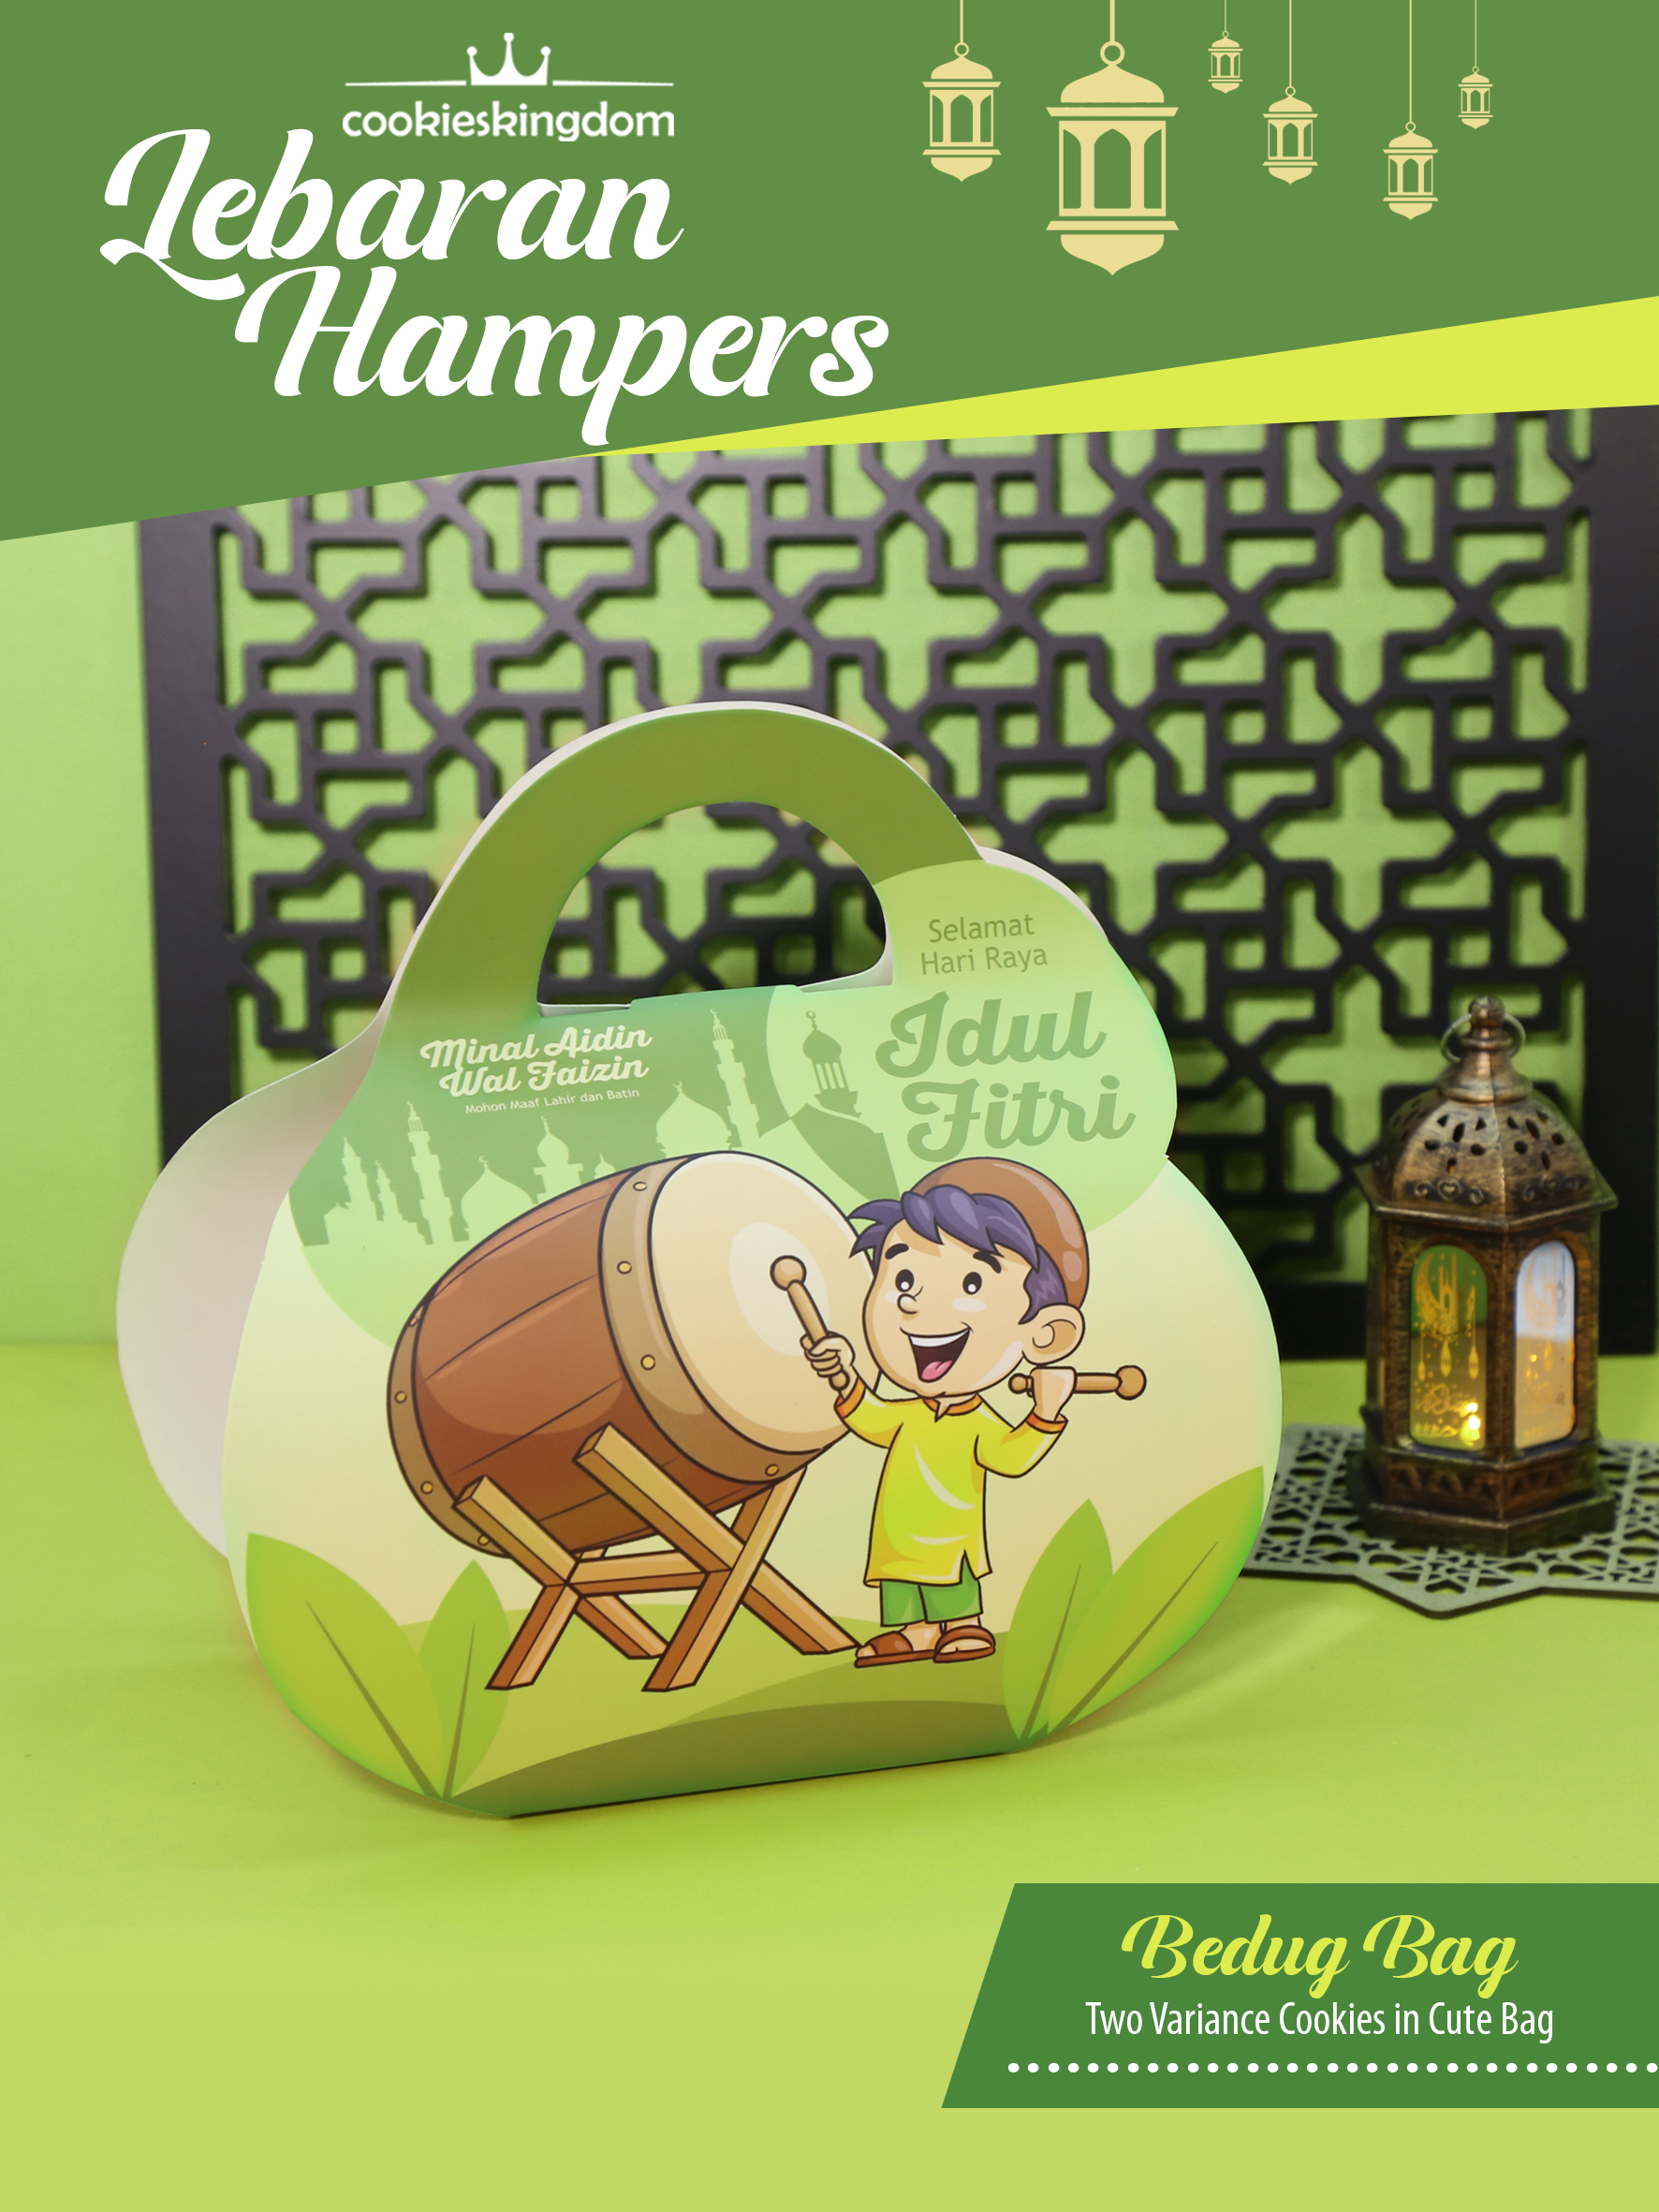 cookieskingdom
Lebaran
Hampers
Selamat
Hari Raya
Idul
Fitri
Minal Aidin
Wal Faizin
Mohon Maaf Lahir dan Batin
Bedug Bag
Two Variance Cookies in Cute Bag